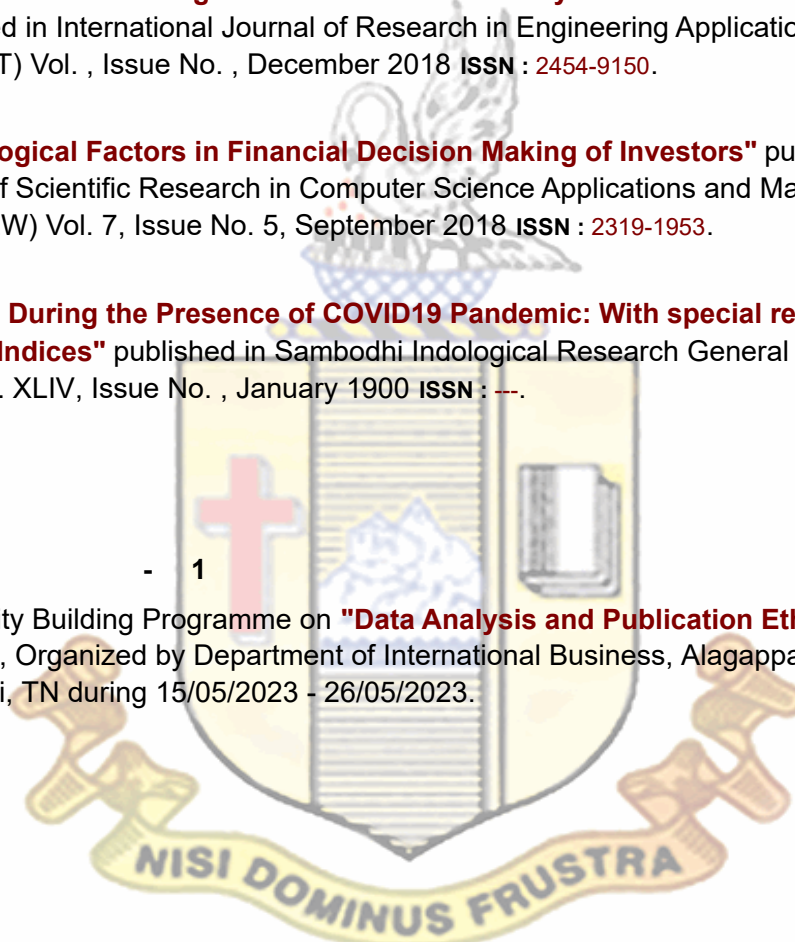 ed in International Journal of Research in Engineering Applicatio
T) Vol. , Issue No. , December 2018 ISSN : 2454-9150.
ogical Factors in Financial Decision Making of Investors" pu
f Scientific Research in Computer Science Applications and Ma
W) Vol. 7, Issue No. 5, September 2018 ISSN : 2319-1953.
During the Presence of COVID19 Pandemic: With special re
Indices" published in Sambodhi Indological Research General
. XLIV, Issue No. , January 1900 ISSN : ---.
- 1
ity Building Programme on "Data Analysis and Publication Eth
, Organized by Department of International Business, Alagappa
i, TN during 15/05/2023 - 26/05/2023.
NISI DOMINUS FRUSTRA